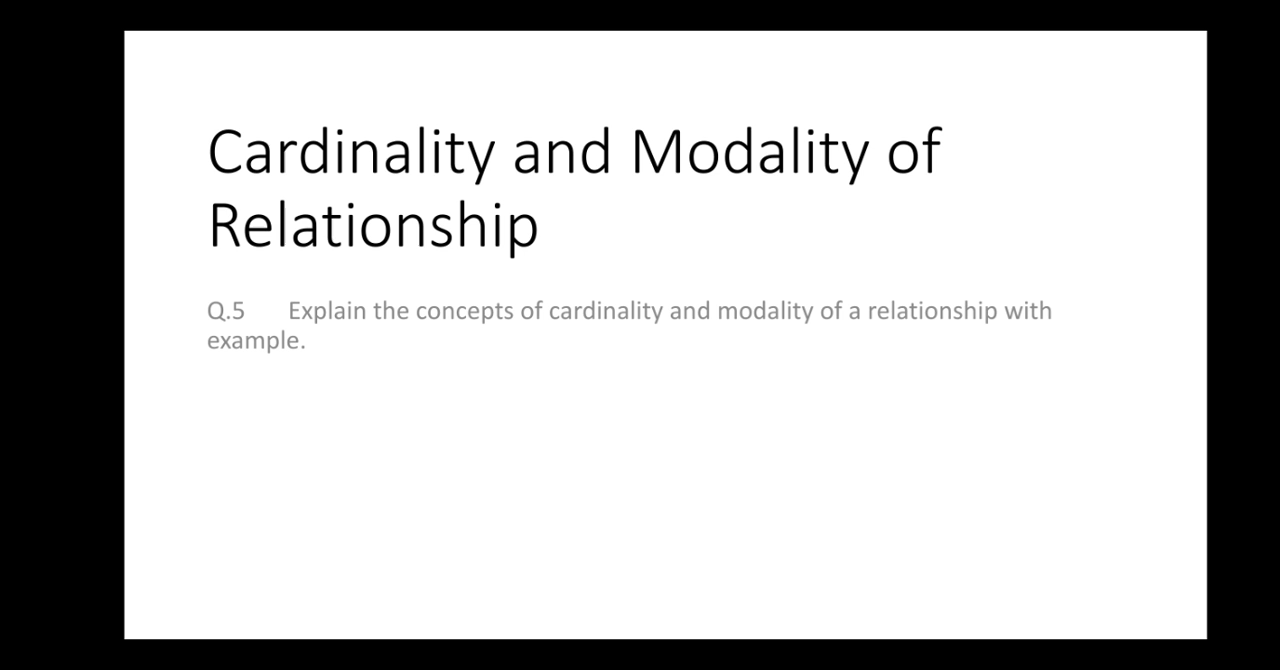 Cardinality and Modality of
Relationship
Q.5 Explain the concepts of cardinality and modality of a relationship with
example.